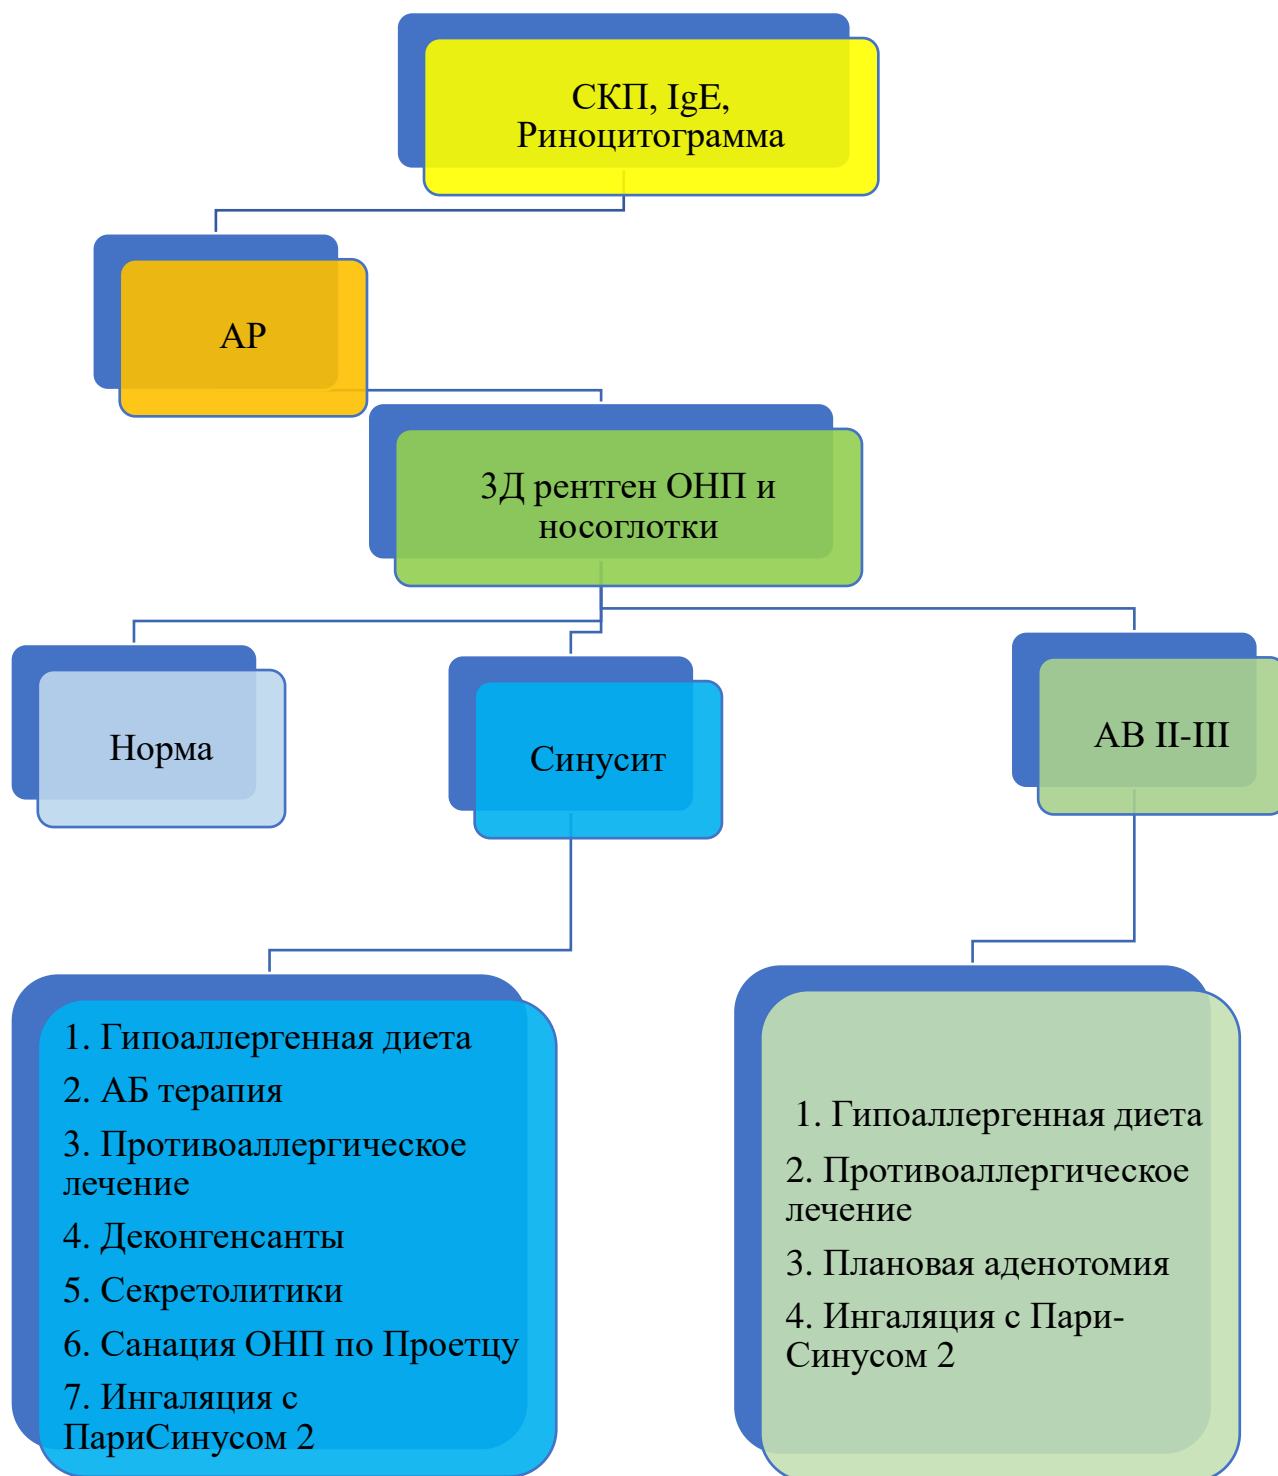 СКП, IgE,
Риноцитограмма
АР
3Д рентген ОНП и
носоглотки
Норма
Синусит
АВ II-III
1. Гипоаллергенная диета
2. АБ терапия
3. Противоаллергическое
лечение
4. Деконгенсанты
5. Секретолитики
6. Санация ОНП по Проетцу
7. Ингаляция с
ПариСинусом 2
1. Гипоаллергенная диета
2. Противоаллергическое
лечение
3. Плановая аденотомия
4. Ингаляция с Пари-
Синусом 2